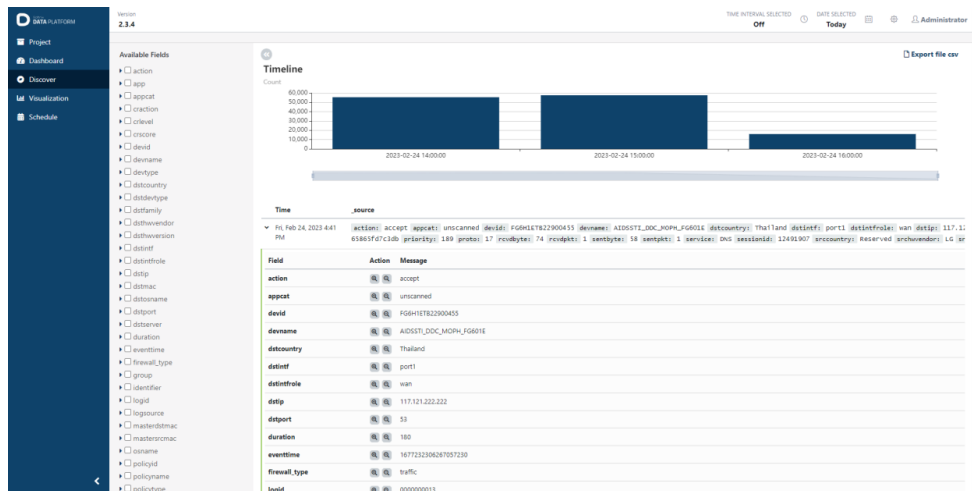 DATA PLATFORM
Version
2.3.4
TIME INTERVAL SELECTED
Off
DATE SELECTED
Today
Administrator
Project
Dashboard
Discover
Visualization
Schedule
Available Fields
action
app
appcat
craction
crlevel
crscore
devid
devname
devtype
dstcountry
dstdevtype
dstfamily
dsthwvendor
dsthwversion
dstintf
dstintfrole
dstip
dstmac
dstosname
dstport
dstserver
duration
eventtime
firewall_type
group
identifier
logid
logsource
masterdstmac
mastersrcmac
osname
policyid
policyname
policytype
Export file csv
Timeline
Count
60,000
50,000
40,000
30,000
20,000
10,000
0
2023-02-24 14:00:00
2023-02-24 15:00:00
2023-02-24 16:00:00
Time _source
Fri, Feb 24, 2023 4:41 PM
action: accept appcat: unscanned devid: FG6H1ETB22900455 devname: AIDSSTI_DDC_MOPH_FG601E dstcountry: Thailand dstintf: port1 dstintfrole: wan dstip: 117.12
65865fd7c3db priority: 189 proto: 17 rcvdbyte: 74 rcvdpkt: 1 sentbyte: 58 sentpkt: 1 service: DNS sessionid: 12491907 srccountry: Reserved srchwvendor: LG sr
Field Action Message
action accept
appcat unscanned
devid FG6H1ETB22900455
devname AIDSSTI_DDC_MOPH_FG601E
dstcountry Thailand
dstintf port1
dstintfrole wan
dstip 117.121.222.222
dstport 53
duration 180
eventtime 1677232306267057230
firewall_type traffic
logid 0000000013